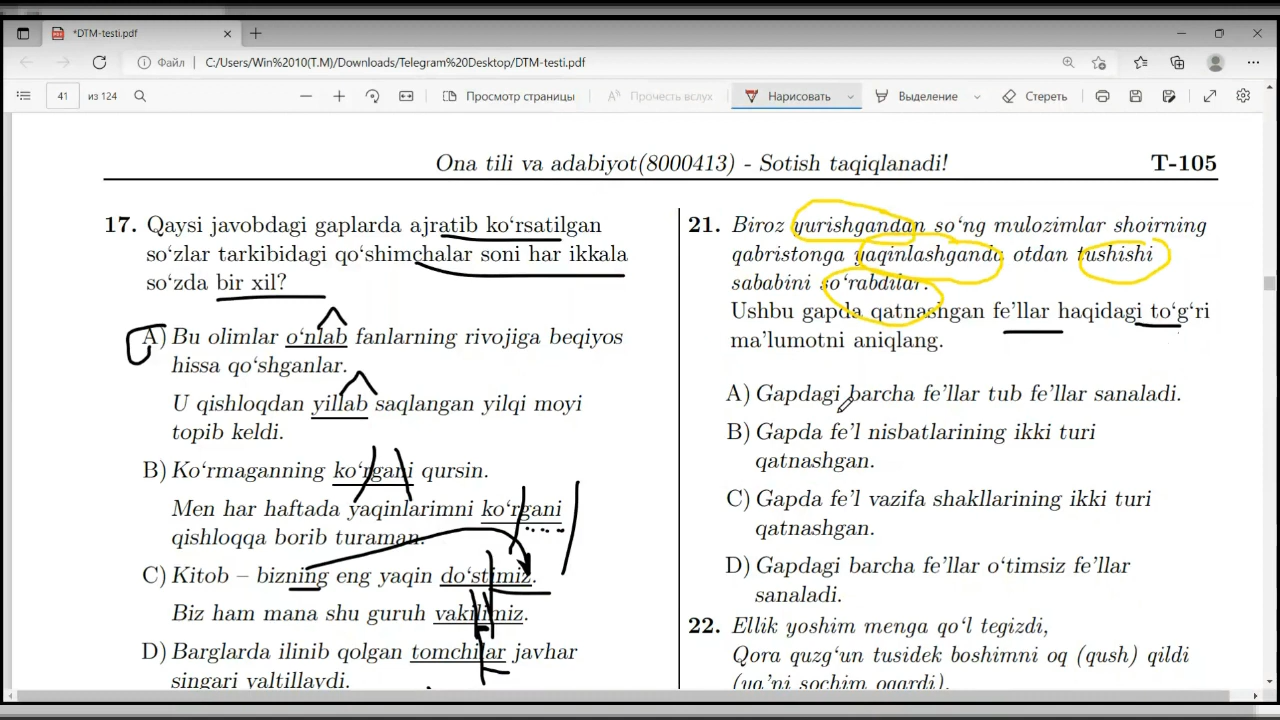 *DTM-testi.pdf
Файл
C:/Users/Win%2010(T.M)/Downloads/Telegram%20Desktop/DTM-testi.pdf
41
из 124
Просмотр страницы
Прочесть вслух
Нарисовать
Выделение
Стереть
Ona tili va adabiyot(8000413) - Sotish taqiqlanadi!
T-105
17. Qaysi javobdagi gaplarda ajratib ko‘rsatilgan
so‘zlar tarkibidagi qo‘shimchalar soni har ikkala
so‘zda bir xil?
A) Bu olimlar o‘nlab fanlarning rivojiga beqiyos
hissa qo‘shganlar.
U qishloqdan yillab saqlangan yilqi moyi
topib keldi.
B) Ko‘rmaganning ko‘rgani qursin.
Men har haftada yaqinlarimni ko‘rgani
qishloqqa borib turaman.
C) Kitob – bizning eng yaqin do‘stimiz.
Biz ham mana shu guruh vakilimiz.
D) Barglarda ilinib qolgan tomchilar javhar
singari yaltillaydi.
21. Biroz yurishgandan so‘ng mulozimlar shoirning
qabristonga yaqinlashganda otdan tushishi
sababini so‘rabdilar.
Ushbu gapda qatnashgan fe’llar haqidagi to‘g‘ri
ma’lumotni aniqlang.
A) Gapdagi barcha fe’llar tub fe’llar sanaladi.
B) Gapda fe’l nisbatlarining ikki turi
qatnashgan.
C) Gapda fe’l vazifa shakllarining ikki turi
qatnashgan.
D) Gapdagi barcha fe’llar o‘timsiz fe’llar
sanaladi.
22. Ellik yoshim menga qo‘l tegizdi,
Qora quzg‘un tusidek boshimni oq (qush) qildi
(ya’ni sochim oqardi).